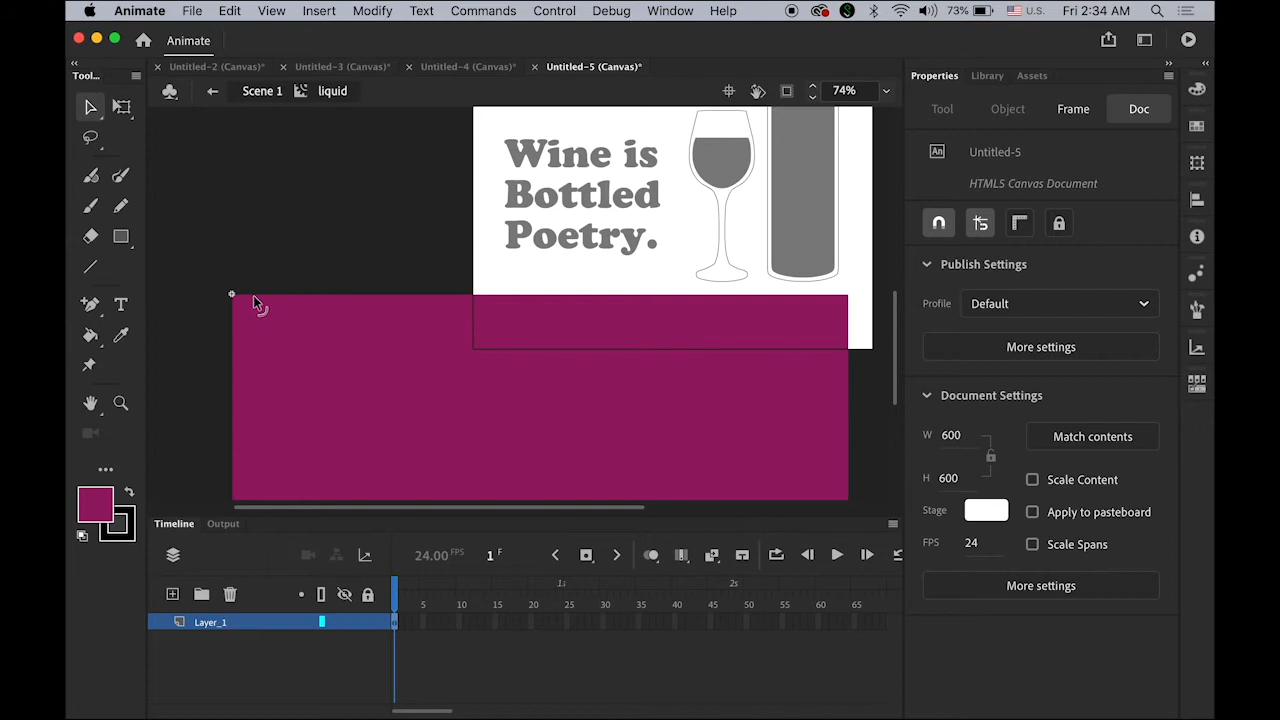 Animate File Edit View Insert Modify Text Commands Control Debug Window Help 73% U.S. Fri 2:34 AM
Animate
Tool... Untitled-2 (Canvas)* Untitled-3 (Canvas)* Untitled-4 (Canvas)* Untitled-5 (Canvas)* Properties Library Assets
Scene 1 liquid 74%
Tool Object Frame Doc
Wine is
Bottled
Poetry.
An Untitled-5
HTML5 Canvas Document
Publish Settings
Profile Default
More settings
Document Settings
W 600 Match contents
H 600 Scale Content
Stage Apply to pasteboard
FPS 24 Scale Spans
More settings
Timeline Output
24.00 FPS 1 F
1s 2s
5 10 15 20 25 30 35 40 45 50 55 60 65
Layer_1